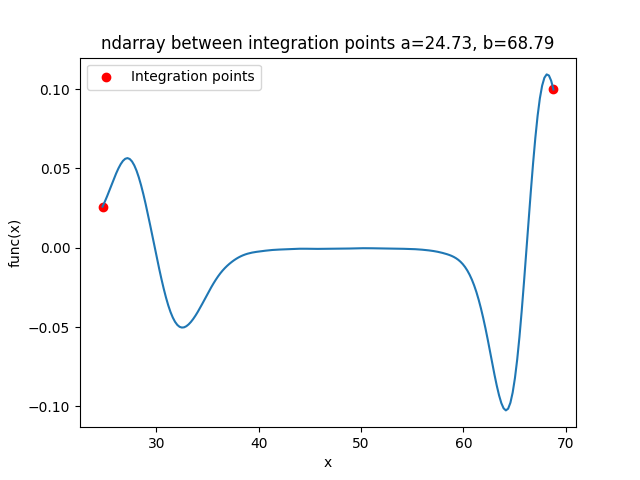 ndarray between integration points a=24.73, b=68.79
Integration points
0.10
0.05
0.00
−0.05
−0.10
func(x)
30
40
50
60
70
x